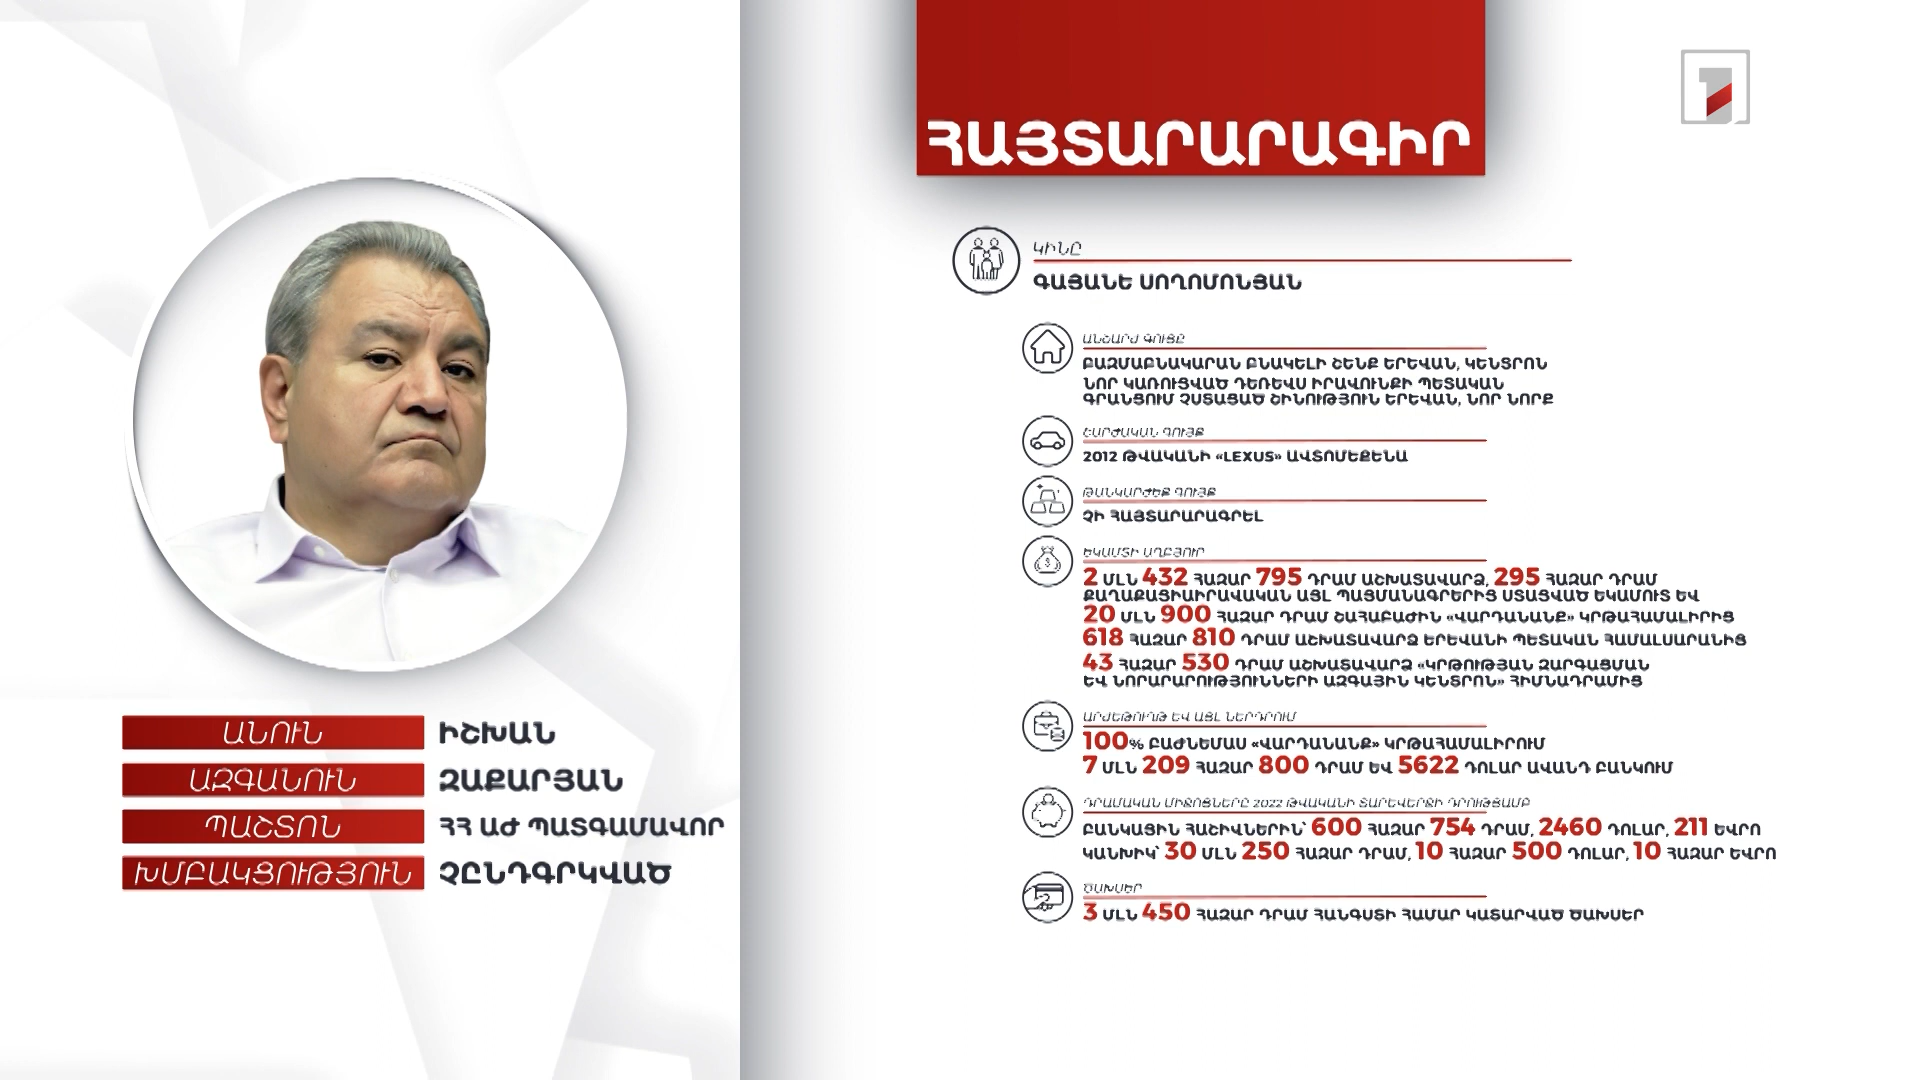 ՀԱՅՏԱՐԱՐԱԳԻՐ
ԿԻՆԸ
ԳԱՅԱՆԵ ՍՈՂՈՄՈՆՅԱՆ
ԱՆՇԱՐԺ ԳՈՒՅՔԸ
ԲԱԶՄԱԲՆԱԿԱՐԱՆ ԲՆԱԿԵԼԻ ՇԵՆՔ ԵՐԵՎԱՆ, ԿԵՆՏՐՈՆ
ՆՈՐ ԿԱՌՈՒՑՎԱԾ ԴԵՌԵՎՍ ԻՐԱՎՈՒՆՔԻ ՊԵՏԱԿԱՆ
ԳՐԱՆՑՈՒՄ ՉՍՏԱՑԱԾ ՇԻՆՈՒԹՅՈՒՆ ԵՐԵՎԱՆ, ՆՈՐ ՆՈՐՔ
ՇԱՐԺԱԿԱՆ ԳՈՒՅՔ
2012 ԹՎԱԿԱՆԻ «LEXUS» ԱՎՏՈՄԵՔԵՆԱ
ԹԱՆԿԱՐԺԵՔ ԳՈՒՅՔ
ՉԻ ՀԱՅՏԱՐԱՐԱԳՐԵԼ
ԵԿԱՄՏԻ ԱՂԲՅՈՒՐ
2 ՄԼՆ 432 ՀԱԶԱՐ 795 ԴՐԱՄ ԱՇԽԱՏԱՎԱՐՁ, 295 ՀԱԶԱՐ ԴՐԱՄ
ՔԱՂԱՔԱՑԻԱԻՐԱՎԱԿԱՆ ԱՅԼ ՊԱՅՄԱՆԱԳՐԵՐԻՑ ՍՏԱՑՎԱԾ ԵԿԱՄՈՒՏ ԵՎ
20 ՄԼՆ 900 ՀԱԶԱՐ ԴՐԱՄ ՇԱՀԱԲԱԺԻՆ «ՎԱՐԴԱՆԱՆՔ» ԿՐԹԱՀԱՄԱԼԻՐԻՑ
618 ՀԱԶԱՐ 810 ԴՐԱՄ ԱՇԽԱՏԱՎԱՐՁ ԵՐԵՎԱՆԻ ՊԵՏԱԿԱՆ ՀԱՄԱԼՍԱՐԱՆԻՑ
43 ՀԱԶԱՐ 530 ԴՐԱՄ ԱՇԽԱՏԱՎԱՐՁ «ԿՐԹՈՒԹՅԱՆ ԶԱՐԳԱՑՄԱՆ
ԵՎ ՆՈՐԱՐԱՐՈՒԹՅՈՒՆՆԵՐԻ ԱԶԳԱՅԻՆ ԿԵՆՏՐՈՆ» ՀԻՄՆԱԴՐԱՄԻՑ
ԱՐԺԵԹՈՒՂԹ ԵՎ ԱՅԼ ՆԵՐԴՐՈՒՄ
100% ԲԱԺՆԵՄԱՍ «ՎԱՐԴԱՆԱՆՔ» ԿՐԹԱՀԱՄԱԼԻՐՈՒՄ
7 ՄԼՆ 209 ՀԱԶԱՐ 800 ԴՐԱՄ ԵՎ 5622 ԴՈԼԱՐ ԱՎԱՆԴ ԲԱՆԿՈՒՄ
ԴՐԱՄԱԿԱՆ ՄԻՋՈՑՆԵՐԸ 2022 ԹՎԱԿԱՆԻ ՏԱՐԵՎԵՐՋԻ ԴՐՈՒԹՅԱՄԲ
ԲԱՆԿԱՅԻՆ ՀԱՇԻՎՆԵՐԻՆ՝ 600 ՀԱԶԱՐ 754 ԴՐԱՄ, 2460 ԴՈԼԱՐ, 211 ԵՎՐՈ
ԿԱՆԽԻԿ՝ 30 ՄԼՆ 250 ՀԱԶԱՐ ԴՐԱՄ, 10 ՀԱԶԱՐ 500 ԴՈԼԱՐ, 10 ՀԱԶԱՐ ԵՎՐՈ
ԾԱԽՍԵՐ
3 ՄԼՆ 450 ՀԱԶԱՐ ԴՐԱՄ ՀԱՆԳՍՏԻ ՀԱՄԱՐ ԿԱՏԱՐՎԱԾ ԾԱԽՍԵՐ
ԱՆՈՒՆ ԻՇԽԱՆ
ԱԶԳԱՆՈՒՆ ԶԱՔԱՐՅԱՆ
ՊԱՇՏՈՆ ՀՀ ԱԺ ՊԱՏԳԱՄԱՎՈՐ
ԽՄԲԱԿՑՈՒԹՅՈՒՆ ՉԸՆԴԳՐԿՎԱԾ